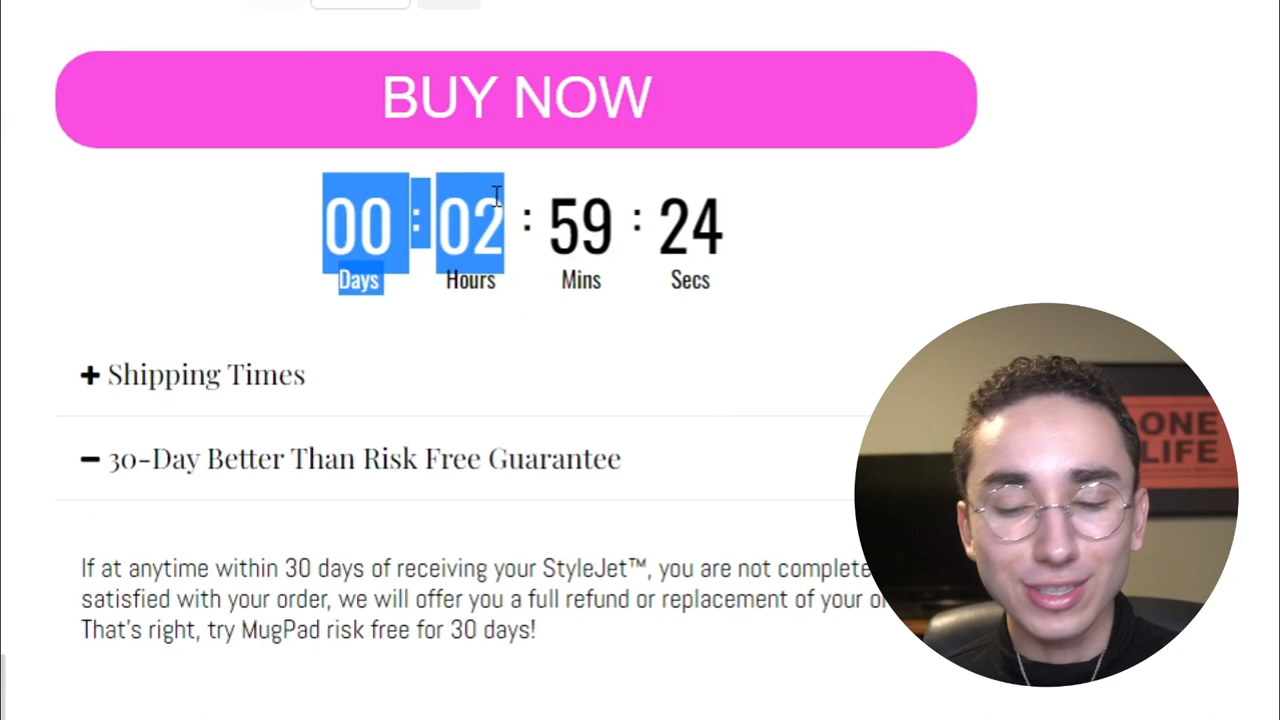 BUY NOW
00 : 02 : 59 : 24
Days Hours Mins Secs
+ Shipping Times
ONE
LIFE
− 30-Day Better Than Risk Free Guarantee
If at anytime within 30 days of receiving your StyleJet™, you are not complete
satisfied with your order, we will offer you a full refund or replacement of your
That's right, try MugPad risk free for 30 days!